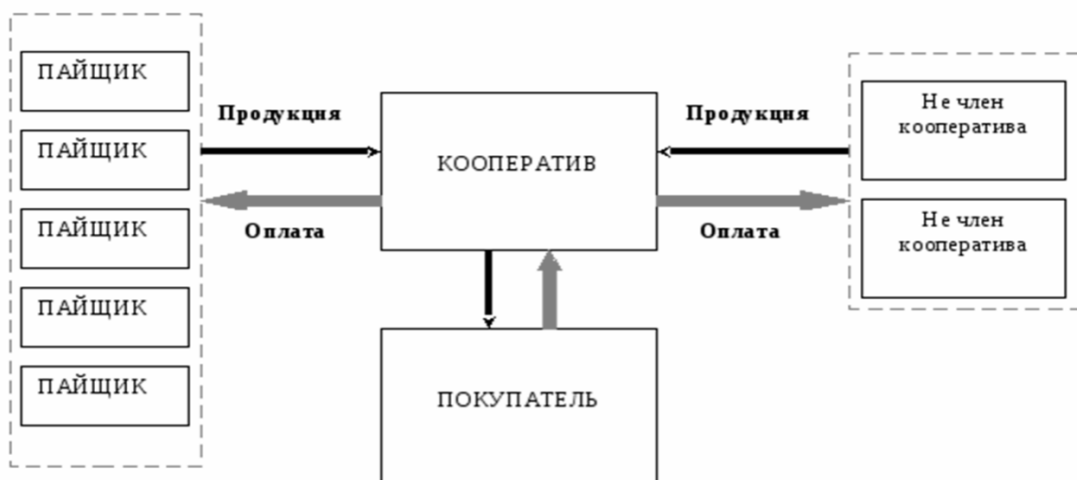 ПАЙЩИК
ПАЙЩИК
ПАЙЩИК
ПАЙЩИК
ПАЙЩИК
Продукция
Оплата
КООПЕРАТИВ
ПОКУПАТЕЛЬ
Продукция
Оплата
Не член
кооператива
Не член
кооператива